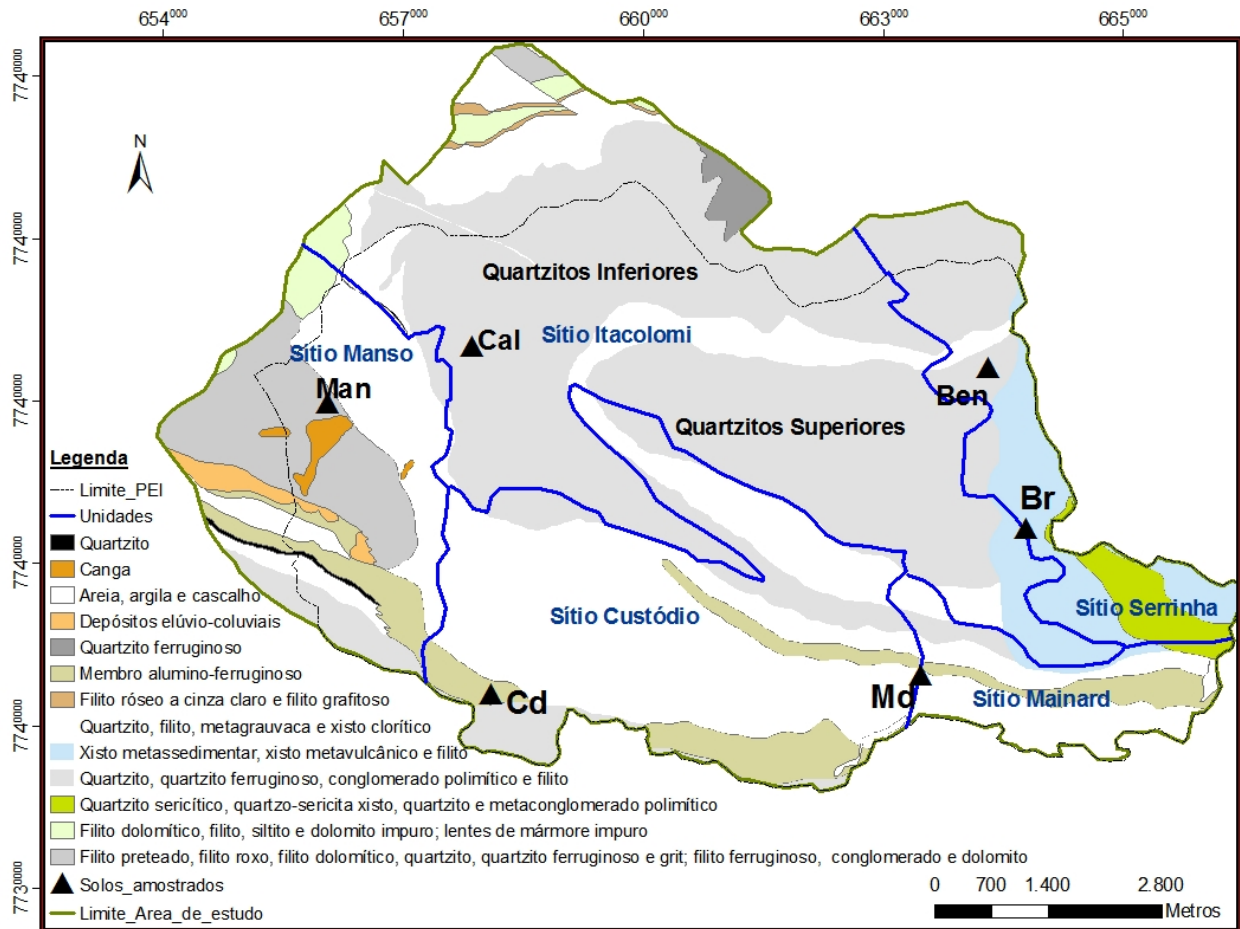 654⁰⁰⁰ 657⁰⁰⁰ 660⁰⁰⁰ 663⁰⁰⁰ 665⁰⁰⁰
774⁰⁰⁰⁰
N
774⁰⁰⁰⁰
Quartzitos Inferiores
Cal
Sítio Itacolomi
Sítio Manso
Man
774⁰⁰⁰⁰
Ben
Quartzitos Superiores
Legenda
Limite_PEI
Br
Unidades
Quartzito
774⁰⁰⁰⁰
Canga
Areia, argila e cascalho
Sítio Custódio
Sítio Serrinha
Depósitos elúvio-coluviais
Quartzito ferruginoso
Membro alumino-ferruginoso
Filito róseo a cinza claro e filito grafitoso
Cd
Md
Sítio Mainard
774⁰⁰⁰⁰
Quartzito, filito, metagrauvaca e xisto clorítico
Xisto metassedimentar, xisto metavulcânico e filito
Quartzito, quartzito ferruginoso, conglomerado polimítico e filito
Quartzito sericítico, quartzo-sericita xisto, quartzito e metaconglomerado polimítico
Filito dolomítico, filito, siltito e dolomito impuro; lentes de mármore impuro
Filito preteado, filito roxo, filito dolomítico, quartzito, quartzito ferruginoso e grit; filito ferruginoso, conglomerado e dolomito
773⁰⁰⁰⁰
Solos_amostrados
0 700 1.400 2.800
Metros
Limite_Area_de_estudo